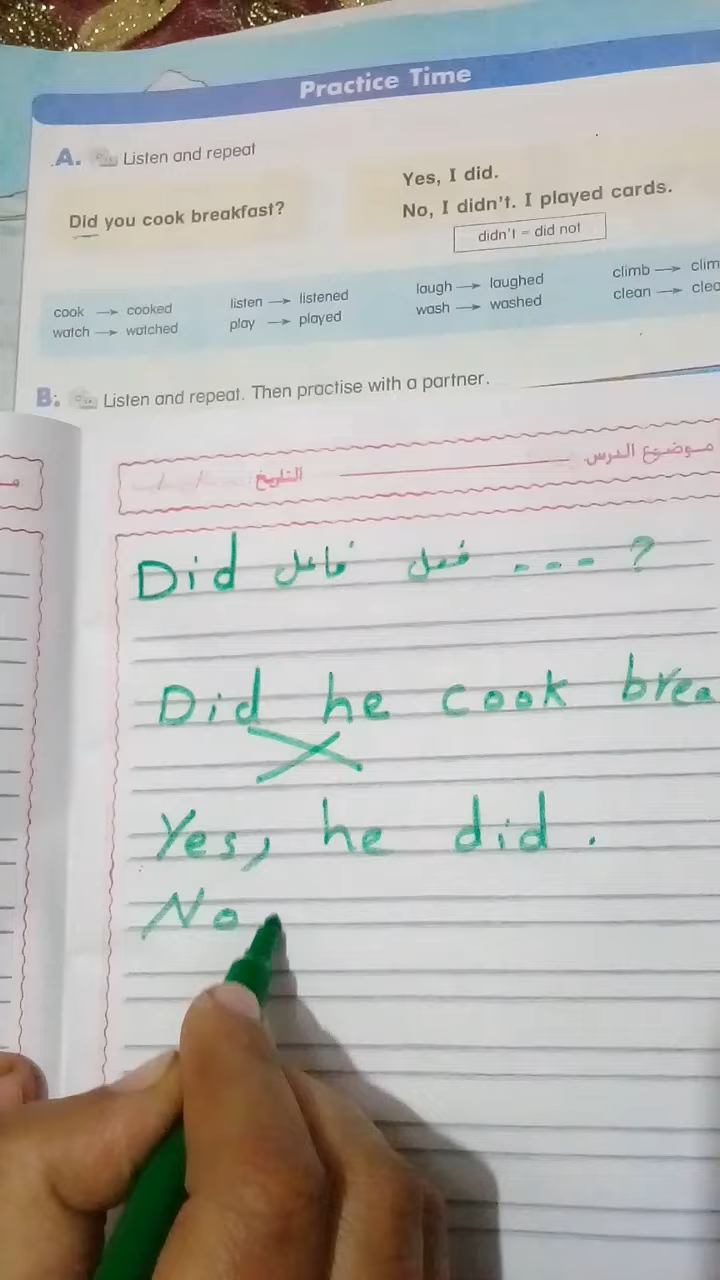 Practice Time
A. Listen and repeat
Did you cook breakfast?
Yes, I did.
No, I didn't. I played cards.
didn't = did not
cook → cooked
watch → watched
listen → listened
play → played
laugh → laughed
wash → washed
climb → clim
clean → clea
B: Listen and repeat. Then practise with a partner.
موضوع الدرس التاريخ / /
Did فاعل فعل ---?
Did he cook brea
Yes, he did.
No